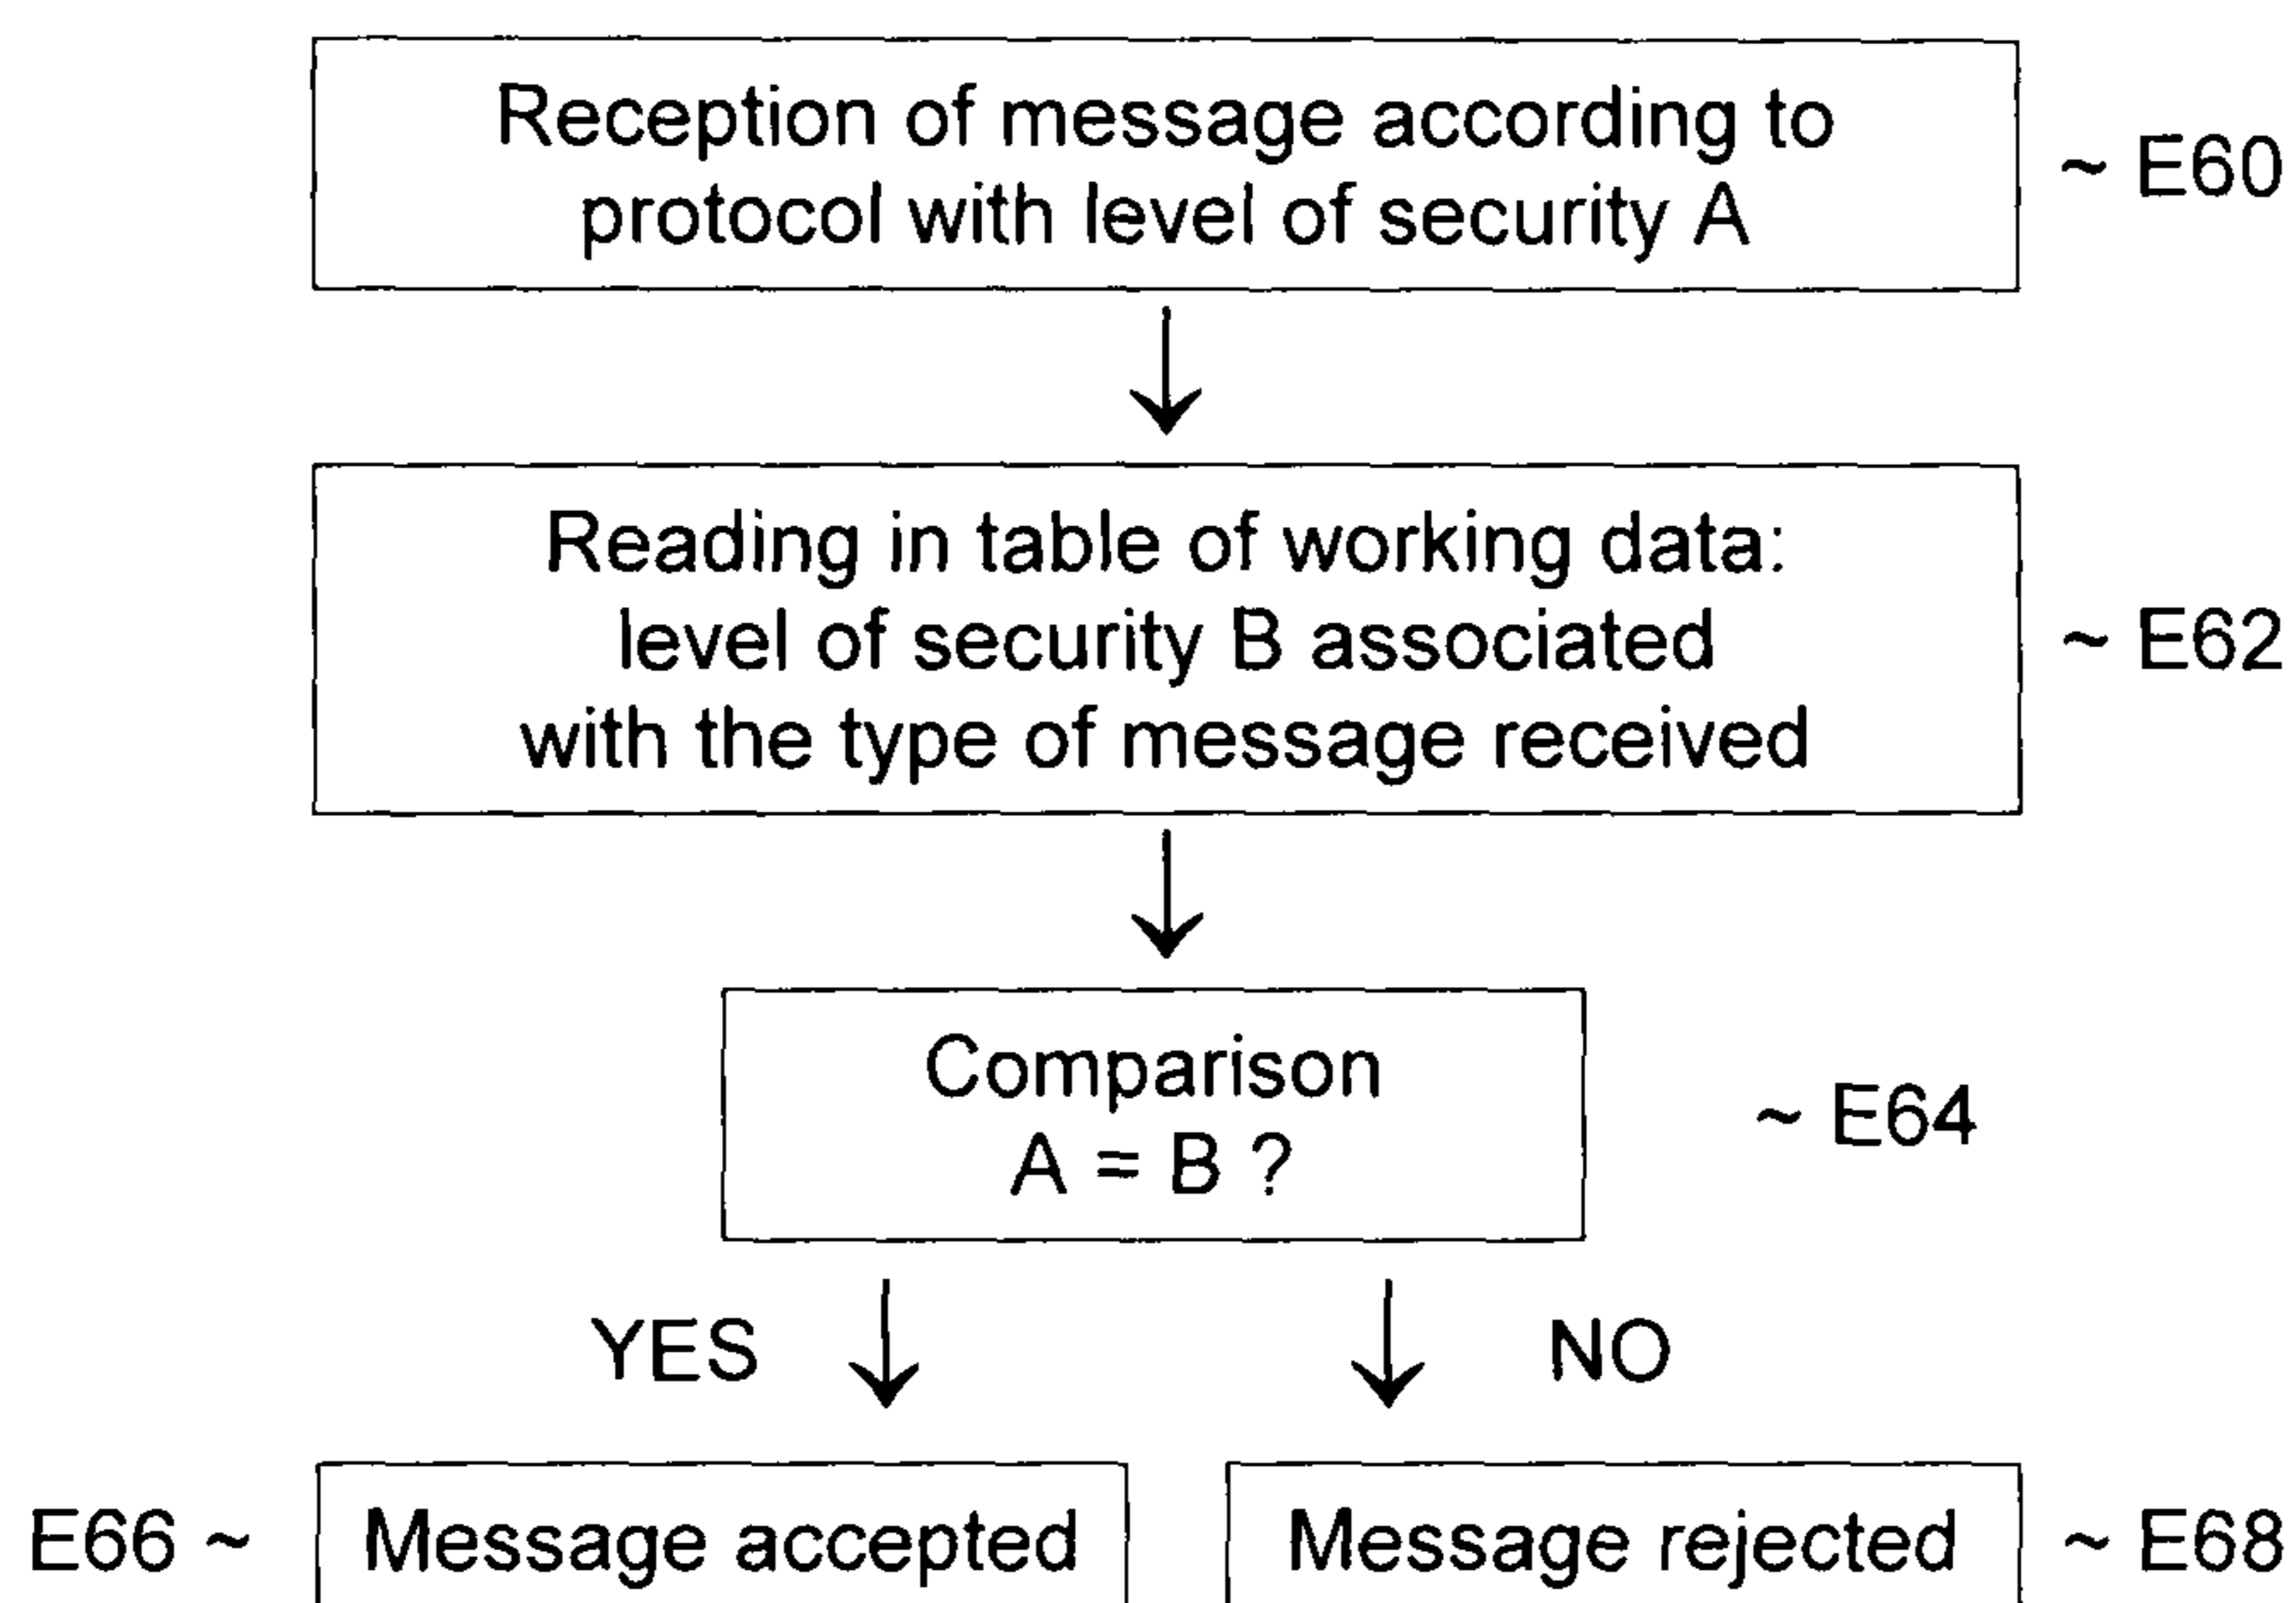 Reception of message according to
protocol with level of security A
~ E60
Reading in table of working data:
level of security B associated
with the type of message received
~ E62
Comparison
A = B ?
~ E64
YES
NO
E66 ~
Message accepted
Message rejected
~ E68